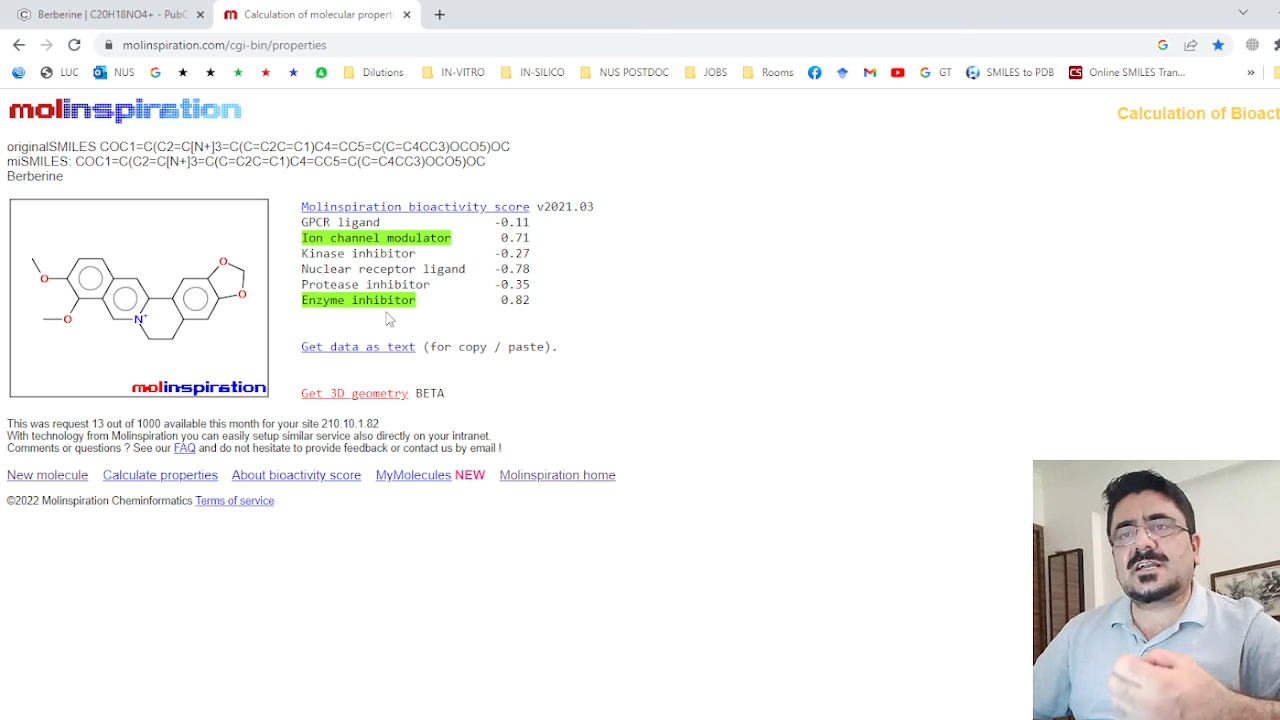 Berberine | C20H18NO4+ - PubC
Calculation of molecular propert
molinspiration.com/cgi-bin/properties
LUC NUS Dilutions IN-VITRO IN-SILICO NUS POSTDOC JOBS Rooms GT SMILES to PDB CS Online SMILES Tran...
molinspiration
Calculation of Bioact
originalSMILES COC1=C(C2=C[N+]3=C(C=C2C=C1)C4=CC5=C(C=C4CC3)OCO5)OC
miSMILES: COC1=C(C2=C[N+]3=C(C=C2C=C1)C4=CC5=C(C=C4CC3)OCO5)OC
Berberine
O
O
O
O
N+
molinspiration
Molinspiration bioactivity score v2021.03
GPCR ligand -0.11
Ion channel modulator 0.71
Kinase inhibitor -0.27
Nuclear receptor ligand -0.78
Protease inhibitor -0.35
Enzyme inhibitor 0.82
Get data as text (for copy / paste).
Get 3D geometry BETA
This was request 13 out of 1000 available this month for your site 210.10.1.82
With technology from Molinspiration you can easily setup similar service also directly on your intranet.
Comments or questions ? See our FAQ and do not hesitate to provide feedback or contact us by email !
New molecule Calculate properties About bioactivity score MyMolecules NEW Molinspiration home
©2022 Molinspiration Cheminformatics Terms of service